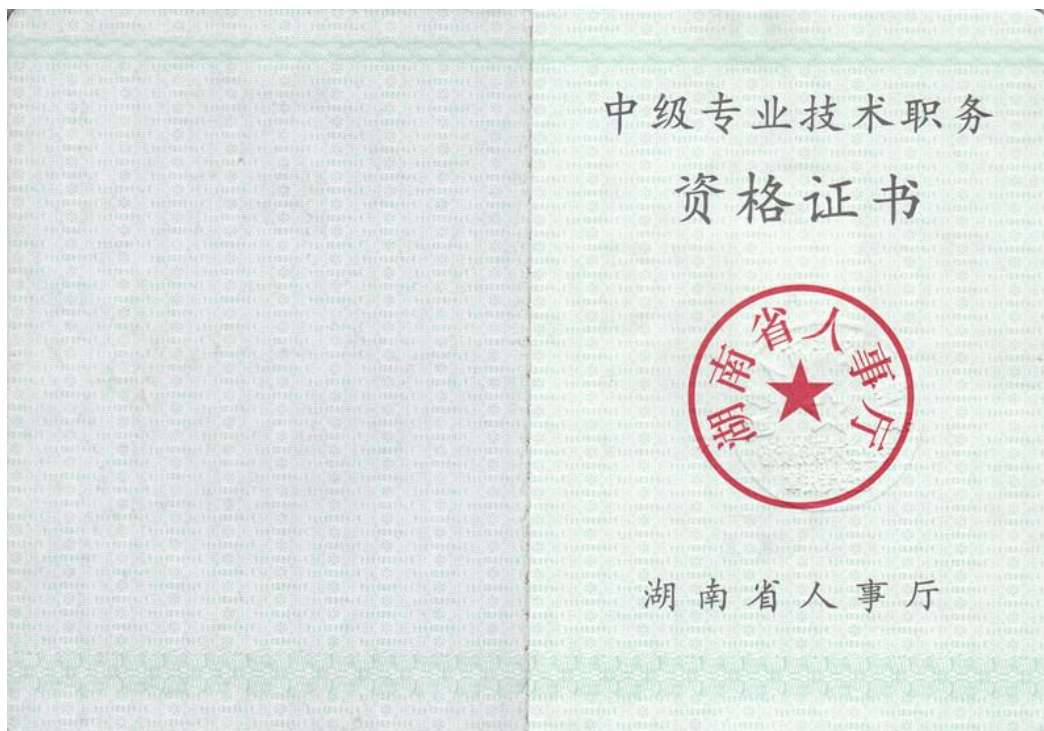 中级专业技术职务
资格证书
湖南省人事厅
湖南省人事厅